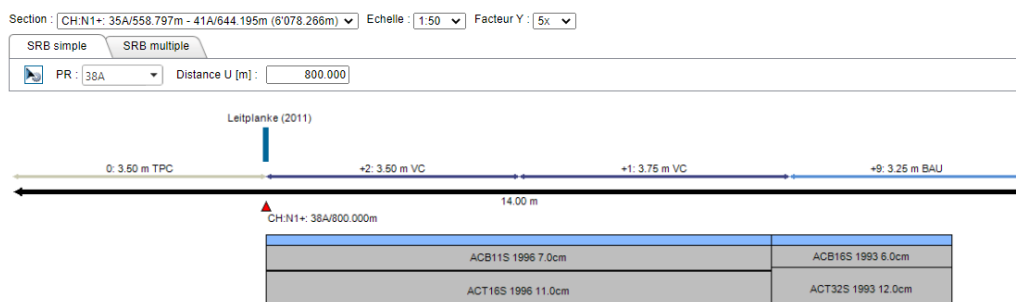 Section : CH:N1+: 35A/558.797m - 41A/644.195m (6'078.266m) Echelle : 1:50 Facteur Y : 5x
SRB simple SRB multiple
PR : 38A Distance U [m] : 800.000
Leitplanke (2011)
0: 3.50 m TPC +2: 3.50 m VC +1: 3.75 m VC +9: 3.25 m BAU
14.00 m
CH:N1+: 38A/800.000m
ACB11S 1996 7.0cm ACB16S 1993 6.0cm
ACT16S 1996 11.0cm ACT32S 1993 12.0cm